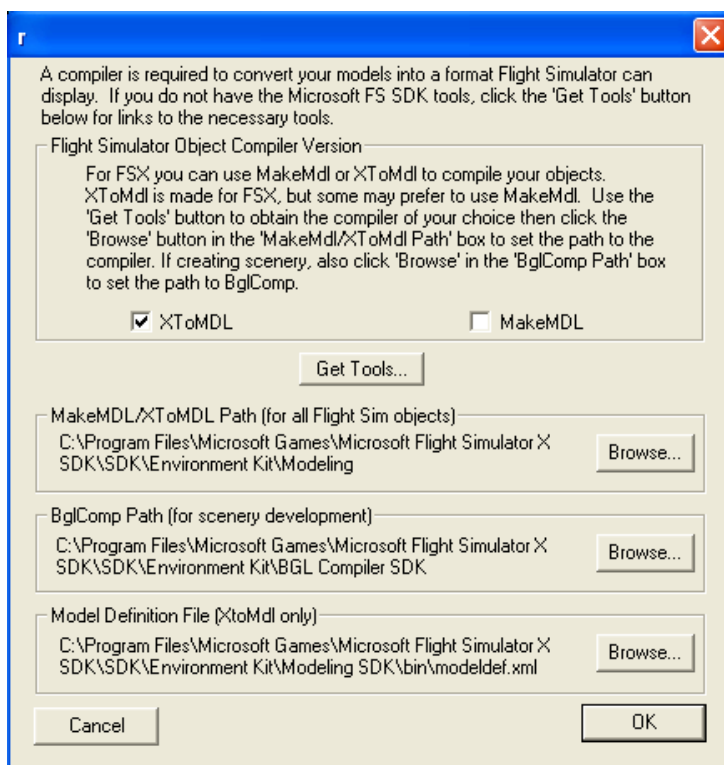 r
A compiler is required to convert your models into a format Flight Simulator can
display.  If you do not have the Microsoft FS SDK tools, click the 'Get Tools' button
below for links to the necessary tools.
Flight Simulator Object Compiler Version
For FSX you can use MakeMdl or XToMdl to compile your objects.
XToMdl is made for FSX, but some may prefer to use MakeMdl.  Use the
'Get Tools' button to obtain the compiler of your choice then click the
'Browse' button in the 'MakeMdl/XToMdl Path' box to set the path to the
compiler. If creating scenery, also click 'Browse' in the 'BglComp Path' box
to set the path to BglComp.
XToMDL
MakeMDL
Get Tools...
MakeMDL/XToMDL Path (for all Flight Sim objects)
C:\Program Files\Microsoft Games\Microsoft Flight Simulator X
SDK\SDK\Environment Kit\Modeling
Browse...
BglComp Path (for scenery development)
C:\Program Files\Microsoft Games\Microsoft Flight Simulator X
SDK\SDK\Environment Kit\BGL Compiler SDK
Browse...
Model Definition File (XtoMdl only)
C:\Program Files\Microsoft Games\Microsoft Flight Simulator X
SDK\SDK\Environment Kit\Modeling SDK\bin\modeldef.xml
Browse...
Cancel
OK